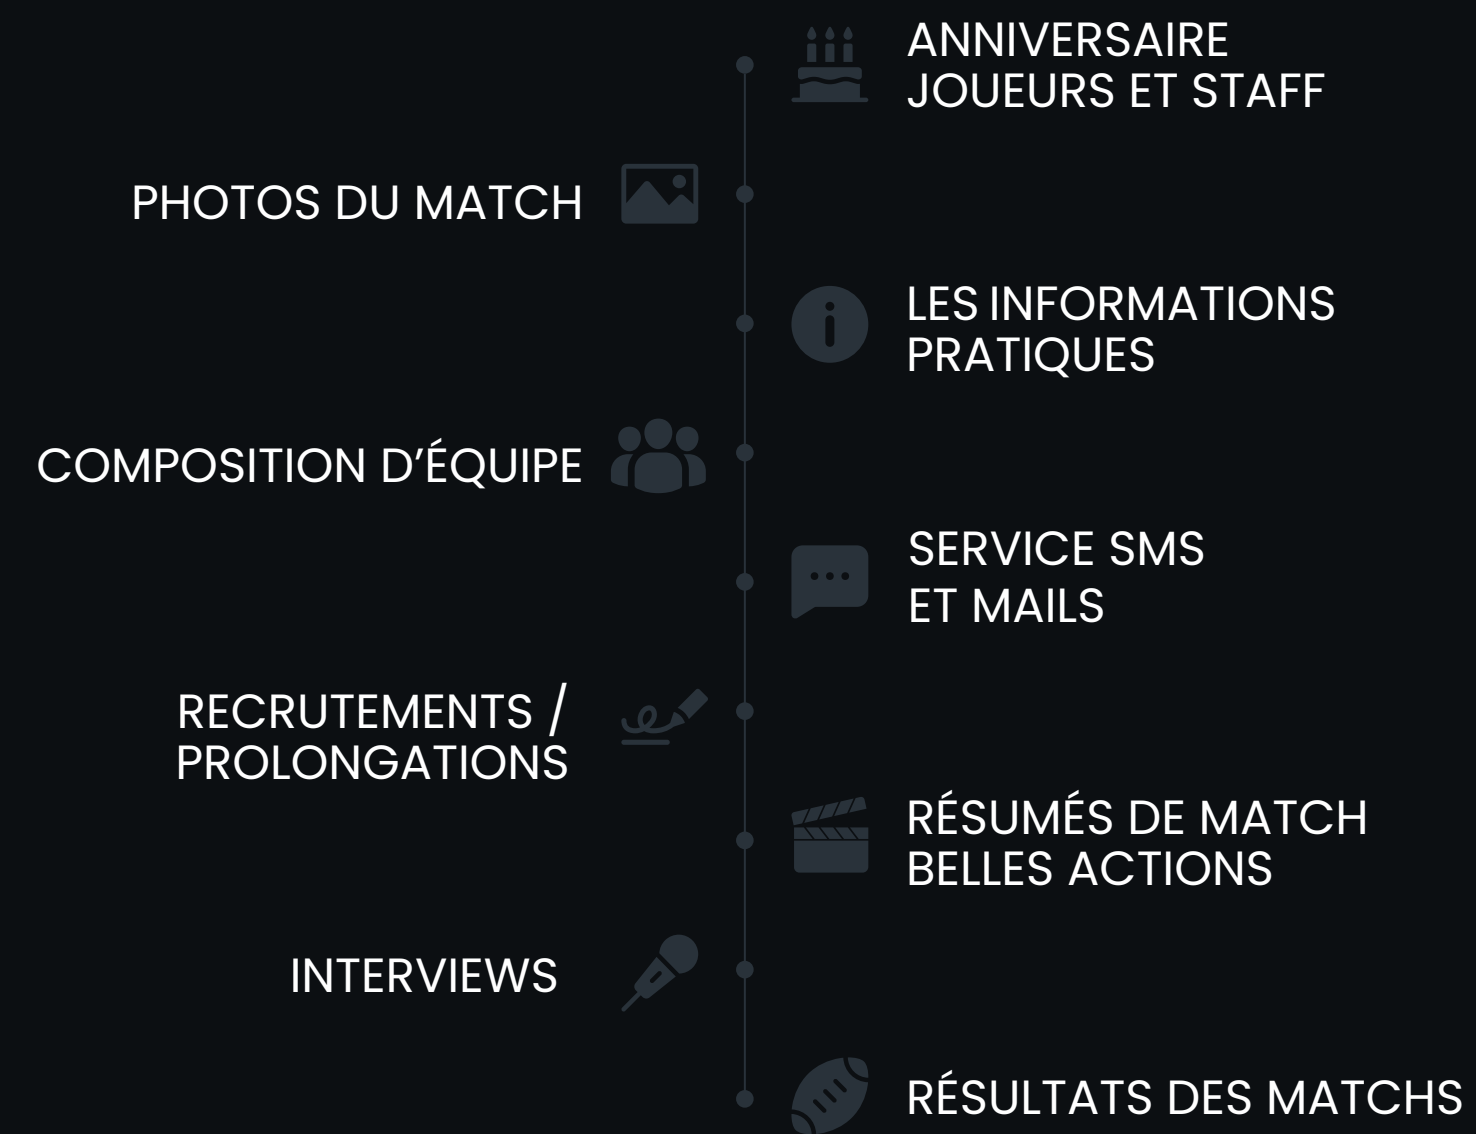 ANNIVERSAIRE
JOUEURS ET STAFF
PHOTOS DU MATCH
LES INFORMATIONS
PRATIQUES
COMPOSITION D’ÉQUIPE
SERVICE SMS
ET MAILS
RECRUTEMENTS /
PROLONGATIONS
RÉSUMÉS DE MATCH
BELLES ACTIONS
INTERVIEWS
RÉSULTATS DES MATCHS